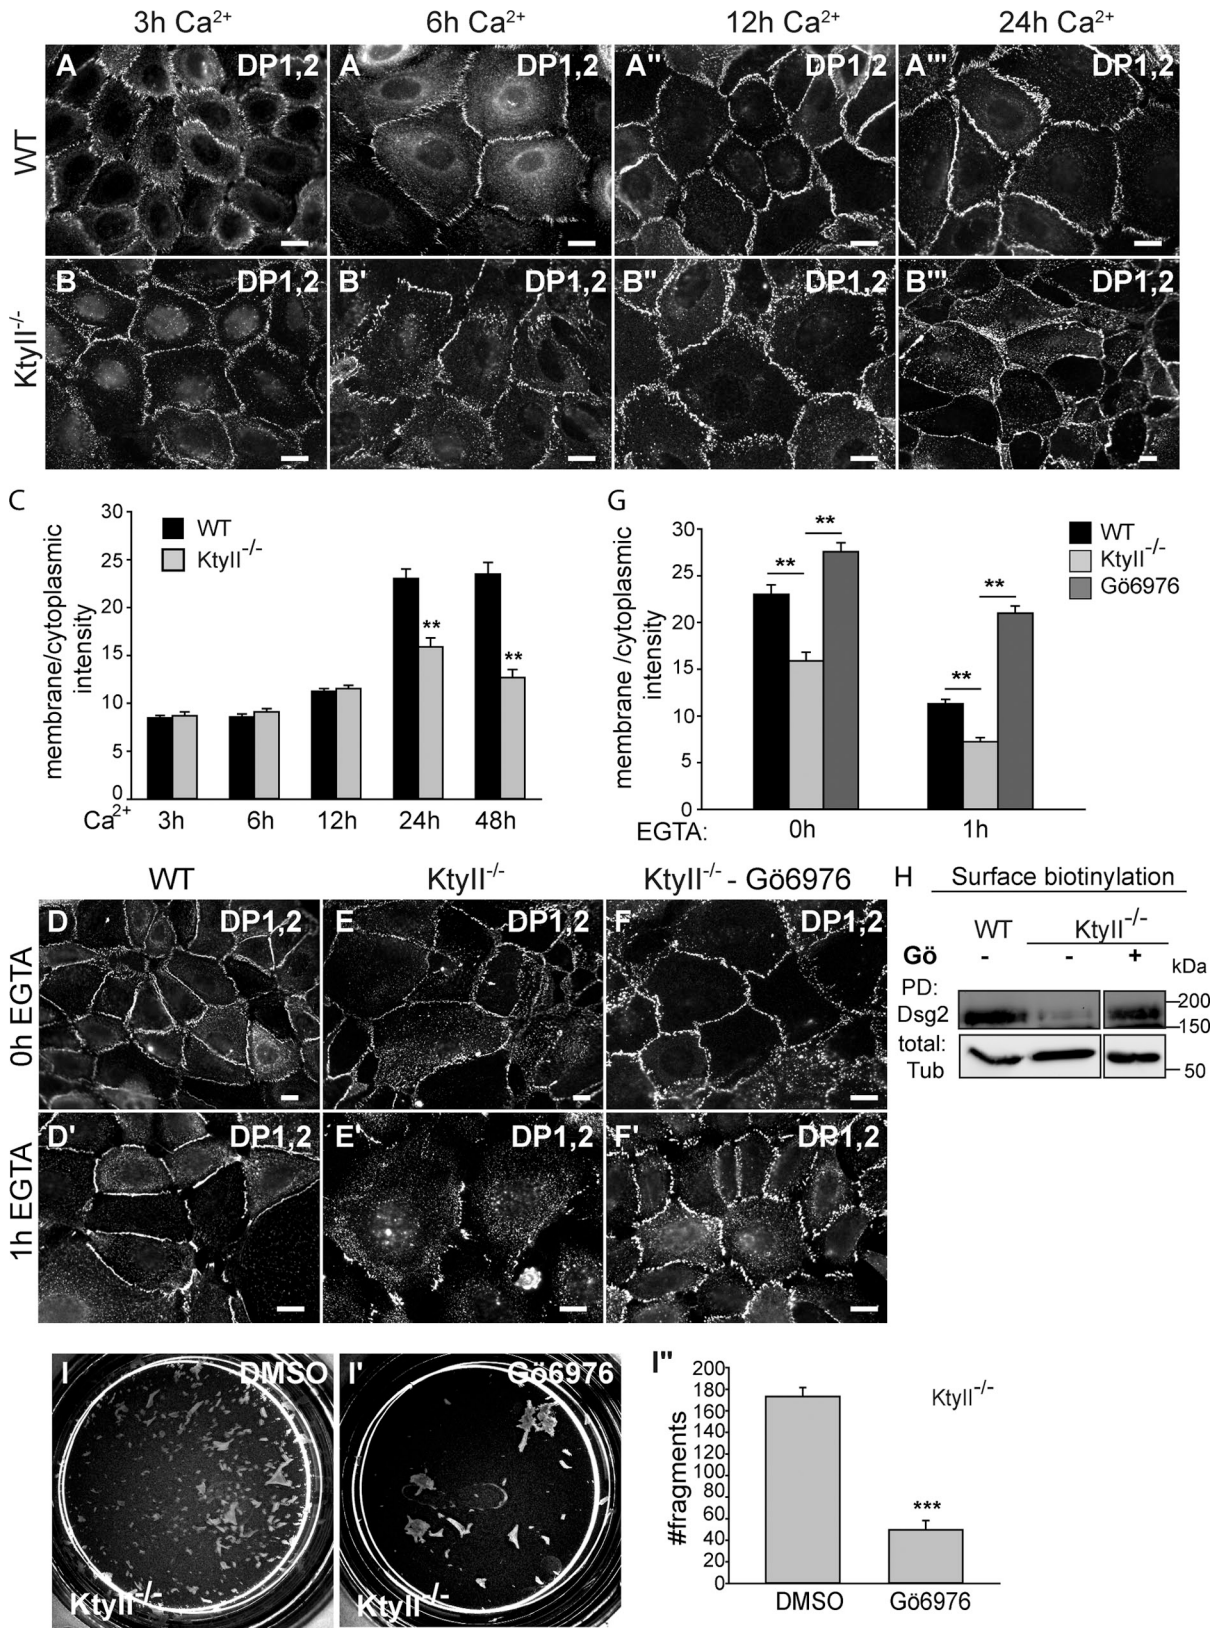 3h Ca²⁺ 6h Ca²⁺ 12h Ca²⁺ 24h Ca²⁺
WT
A DP1,2 A DP1,2 A'' DP1,2 A''' DP1,2
KtyII⁻/⁻
B DP1,2 B' DP1,2 B'' DP1,2 B''' DP1,2
C
membrane/cytoplasmic intensity
30
25
20
15
10
5
0
WT
KtyII⁻/⁻
**
**
Ca²⁺ 3h 6h 12h 24h 48h
G
membrane /cytoplasmic intensity
30
25
20
15
10
5
0
** **
** **
WT
KtyII⁻/⁻
Gö6976
EGTA: 0h 1h
WT KtyII⁻/⁻ KtyII⁻/⁻ - Gö6976
0h EGTA
D DP1,2 E DP1,2 F DP1,2
1h EGTA
D' DP1,2 E' DP1,2 F' DP1,2
H Surface biotinylation
WT KtyII⁻/⁻
Gö - - + kDa
PD:
Dsg2
200
150
total:
Tub
50
I DMSO
KtyII⁻/⁻
I' Gö6976
KtyII⁻/⁻
I''
#fragments
200
180
160
140
120
100
80
60
40
20
0
KtyII⁻/⁻
***
DMSO Gö6976